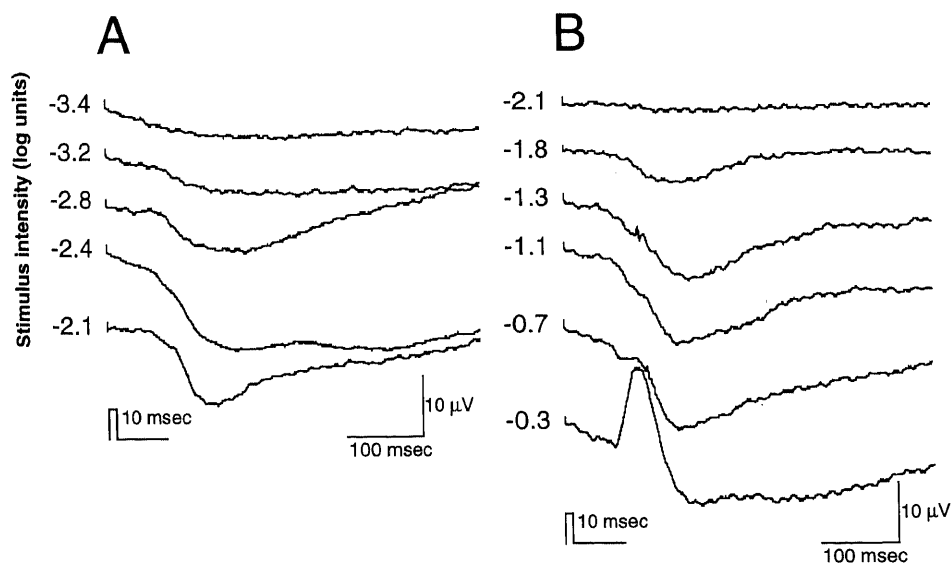 A
B
Stimulus intensity (log units)
-3.4
-3.2
-2.8
-2.4
-2.1
10 msec
10 μV
100 msec
-2.1
-1.8
-1.3
-1.1
-0.7
-0.3
10 msec
10 μV
100 msec